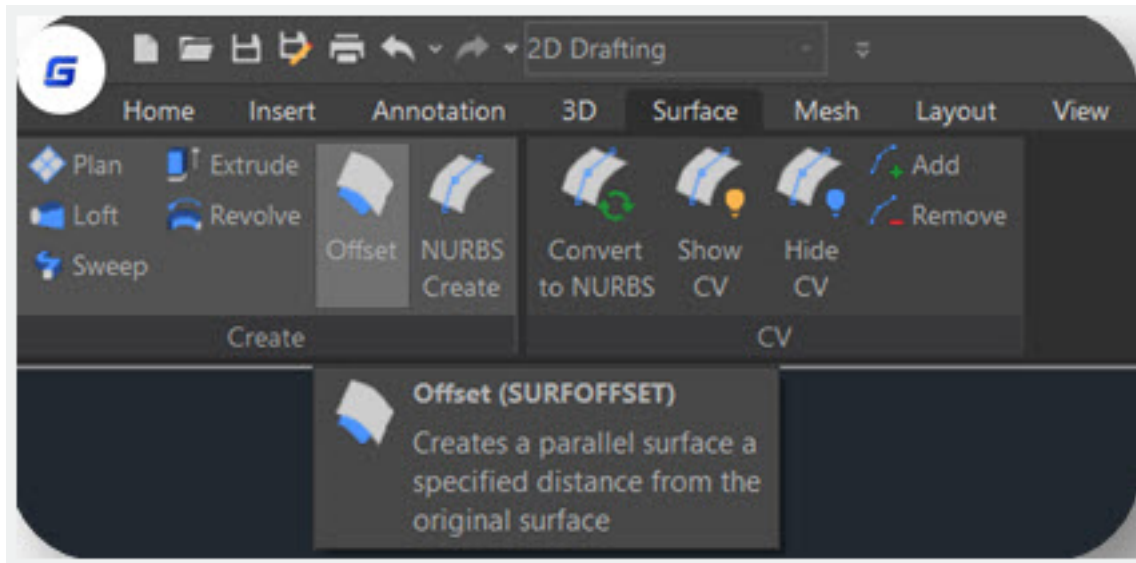 G
2D Drafting
Home Insert Annotation 3D Surface Mesh Layout View
Plan Extrude
Loft Revolve
Sweep
Offset
NURBS
Create
Convert
to NURBS
Show
CV
Hide
CV
Add
Remove
Create
CV
Offset (SURFOFFSET)
Creates a parallel surface a
specified distance from the
original surface